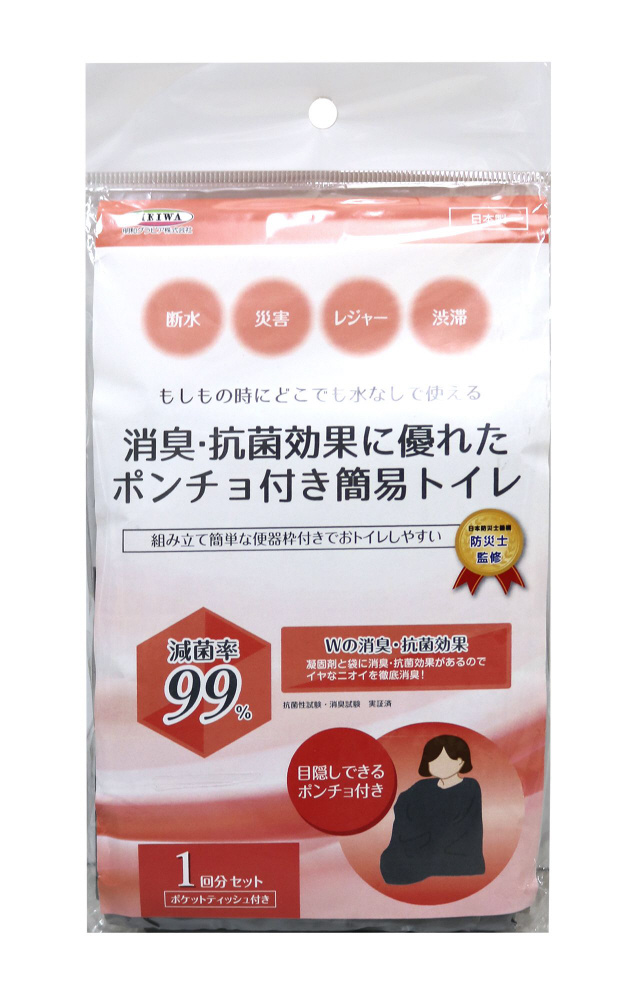 日本製
断水
災害
レジャー
渋滞
もしもの時にどこでも水なしで使える
消臭・抗菌効果に優れた
ポンチョ付き簡易トイレ
組み立て簡単な便器枠付きでおトイレしやすい
防災士
監修
減菌率
99%
Wの消臭・抗菌効果
凝固剤と袋に消臭・抗菌効果があるので
イヤなニオイを徹底消臭！
抗菌性試験・消臭試験 実証済
目隠しできる
ポンチョ付き
1回分セット
ポケットティッシュ付き